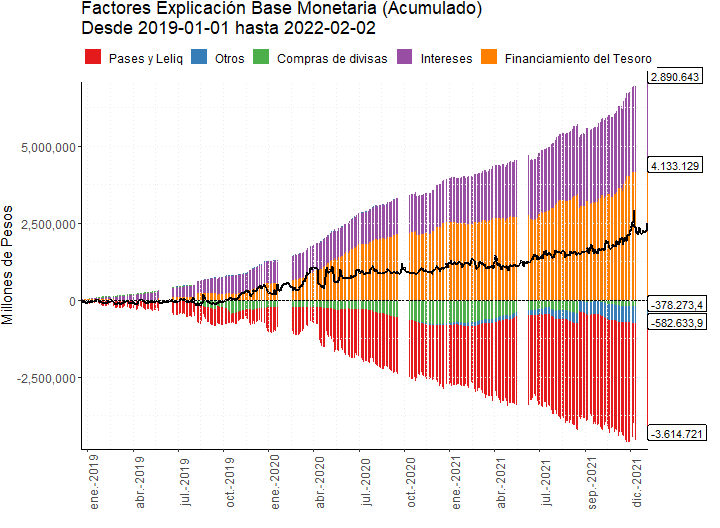 Factores Explicación Base Monetaria (Acumulado)
Desde 2019-01-01 hasta 2022-02-02
Pases y Leliq Otros Compras de divisas Intereses Financiamiento del Tesoro
Millones de Pesos
5,000,000
2,500,000
0
-2,500,000
2.890.643
4.133.129
-378.273,4
-582.633,9
-3.614.721
ene.-2019
abr.-2019
jul.-2019
oct.-2019
ene.-2020
abr.-2020
jul.-2020
oct.-2020
ene.-2021
abr.-2021
jul.-2021
sep.-2021
dic.-2021